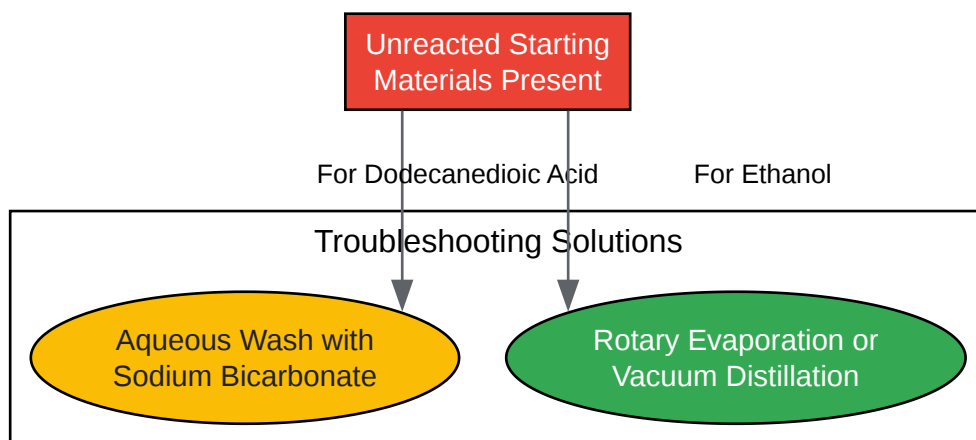 Unreacted Starting
Materials Present
For Dodecanedioic Acid
For Ethanol
Troubleshooting Solutions
Aqueous Wash with
Sodium Bicarbonate
Rotary Evaporation or
Vacuum Distillation